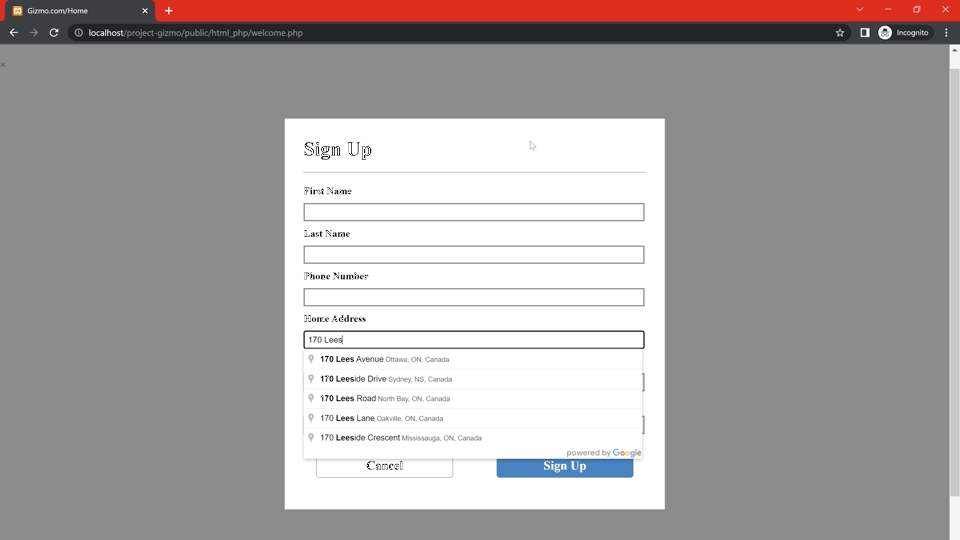 Gizmo.com/Home
localhost/project-gizmo/public/html_php/welcome.php
Incognito
Sign Up
First Name
Last Name
Phone Number
Home Address
170 Lees
170 Lees Avenue Ottawa, ON, Canada
170 Leeside Drive Sydney, NS, Canada
170 Lees Road North Bay, ON, Canada
170 Lees Lane Oakville, ON, Canada
170 Leeside Crescent Mississauga, ON, Canada
powered by Google
Cancel
Sign Up